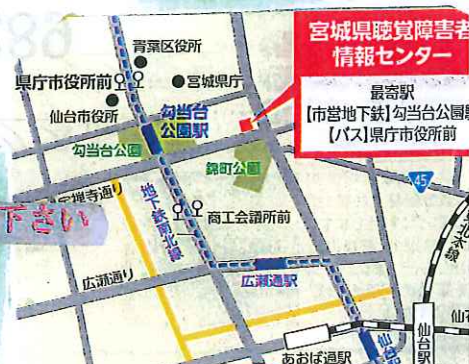 宮城県聴覚障害者
情報センター
最寄駅
【市営地下鉄】勾当台公園駅
【バス】県庁市役所前
青葉区役所
県庁市役所前
宮城県庁
仙台市役所
勾当台
公園駅
勾当台公園
錦町公園
45
定禅寺通り
下さい
地下鉄南北線
商工会議所前
広瀬通り
広瀬通駅
あおば通駅
仙台駅